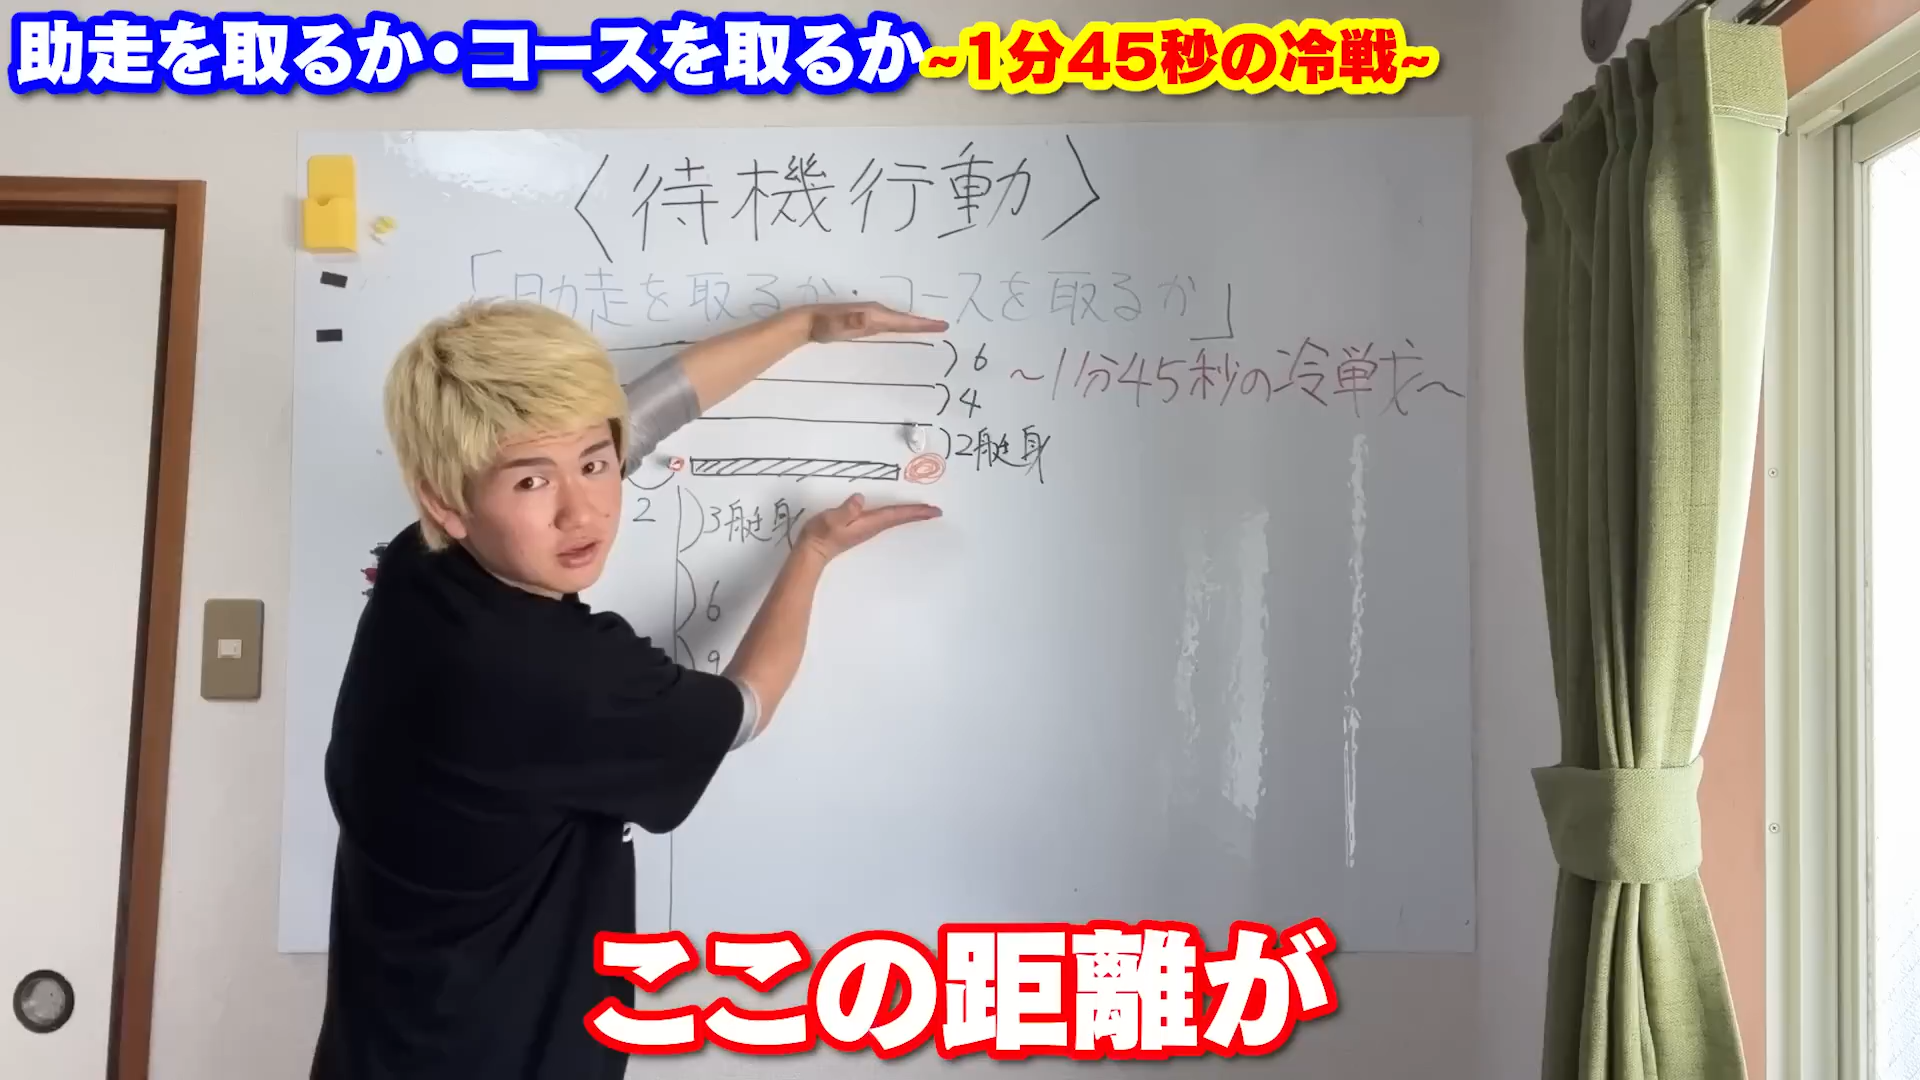 助走を取るか・コースを取るか~1分45秒の冷戦~
〈待機行動〉
「助走を取るか・コースを取るか」
~1分45秒の冷戦~
6
4
2艇身
2
3艇身
6
9
ここの距離が